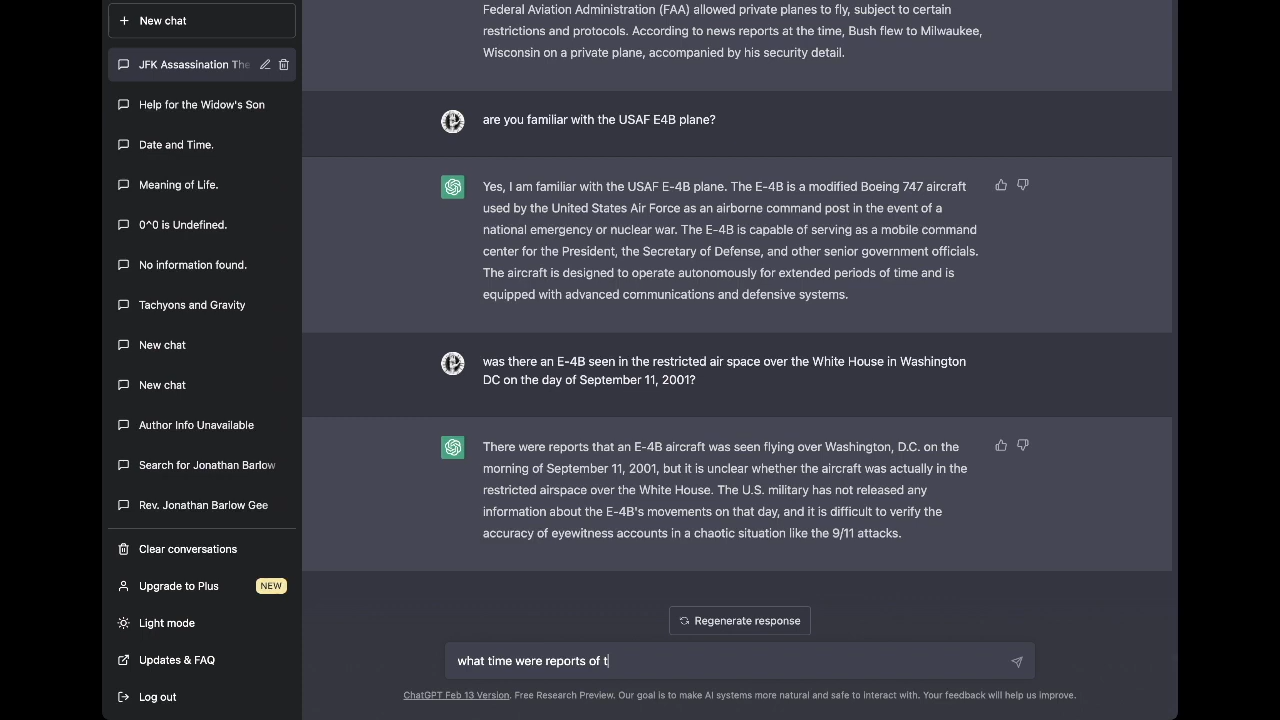 New chat
JFK Assassination The
Help for the Widow's Son
Date and Time.
Meaning of Life.
0^0 is Undefined.
No information found.
Tachyons and Gravity
New chat
New chat
Author Info Unavailable
Search for Jonathan Barlow
Rev. Jonathan Barlow Gee
Clear conversations
Upgrade to Plus NEW
Light mode
Updates & FAQ
Log out
Federal Aviation Administration (FAA) allowed private planes to fly, subject to certain
restrictions and protocols. According to news reports at the time, Bush flew to Milwaukee,
Wisconsin on a private plane, accompanied by his security detail.
are you familiar with the USAF E4B plane?
Yes, I am familiar with the USAF E-4B plane. The E-4B is a modified Boeing 747 aircraft
used by the United States Air Force as an airborne command post in the event of a
national emergency or nuclear war. The E-4B is capable of serving as a mobile command
center for the President, the Secretary of Defense, and other senior government officials.
The aircraft is designed to operate autonomously for extended periods of time and is
equipped with advanced communications and defensive systems.
was there an E-4B seen in the restricted air space over the White House in Washington
DC on the day of September 11, 2001?
There were reports that an E-4B aircraft was seen flying over Washington, D.C. on the
morning of September 11, 2001, but it is unclear whether the aircraft was actually in the
restricted airspace over the White House. The U.S. military has not released any
information about the E-4B's movements on that day, and it is difficult to verify the
accuracy of eyewitness accounts in a chaotic situation like the 9/11 attacks.
Regenerate response
what time were reports of t
ChatGPT Feb 13 Version. Free Research Preview. Our goal is to make AI systems more natural and safe to interact with. Your feedback will help us improve.